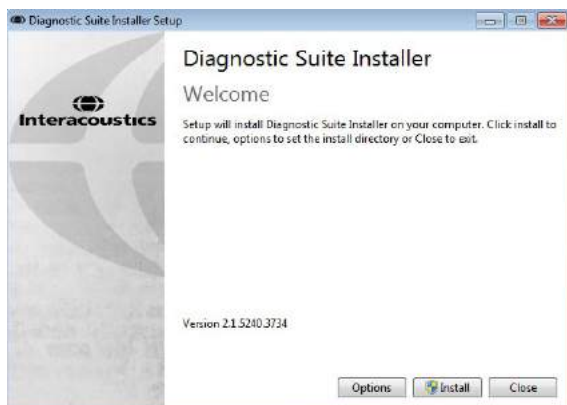 Diagnostic Suite Installer Setup
Diagnostic Suite Installer
Welcome
Interacoustics
Setup will install Diagnostic Suite Installer on your computer. Click install to
continue, options to set the install directory or Close to exit.
Version 2.1.5240.3734
Options
Install
Close